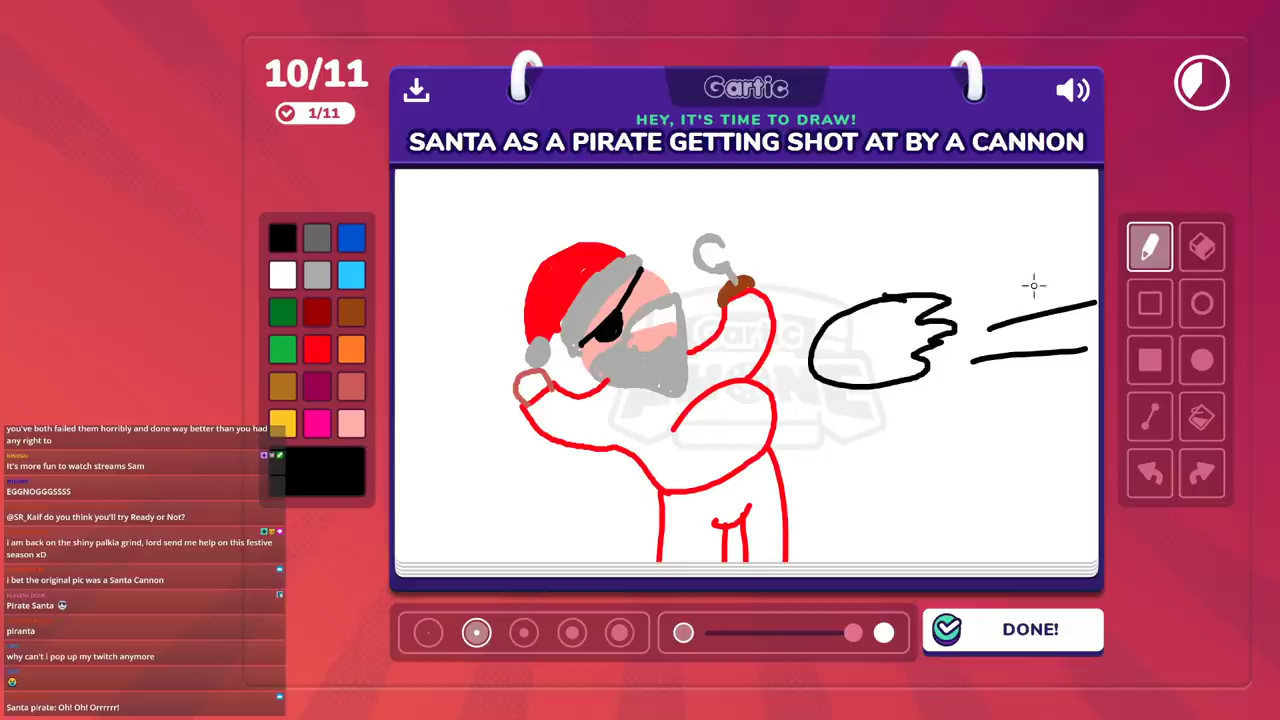 10/11
1/11
Gartic
HEY, IT'S TIME TO DRAW!
SANTA AS A PIRATE GETTING SHOT AT BY A CANNON
Gartic
PHONE
you've both failed them horribly and done way better than you had
any right to
It's more fun to watch streams Sam
EGGNOGGGSSSS
@SR_Kaif do you think you'll try Ready or Not?
i am back on the shiny palkia grind, lord send me help on this festive
season xD
i bet the original pic was a Santa Cannon
Pirate Santa
piranta
why can't i pop up my twitch anymore
Santa pirate: Oh! Oh! Orrrrrr!
DONE!